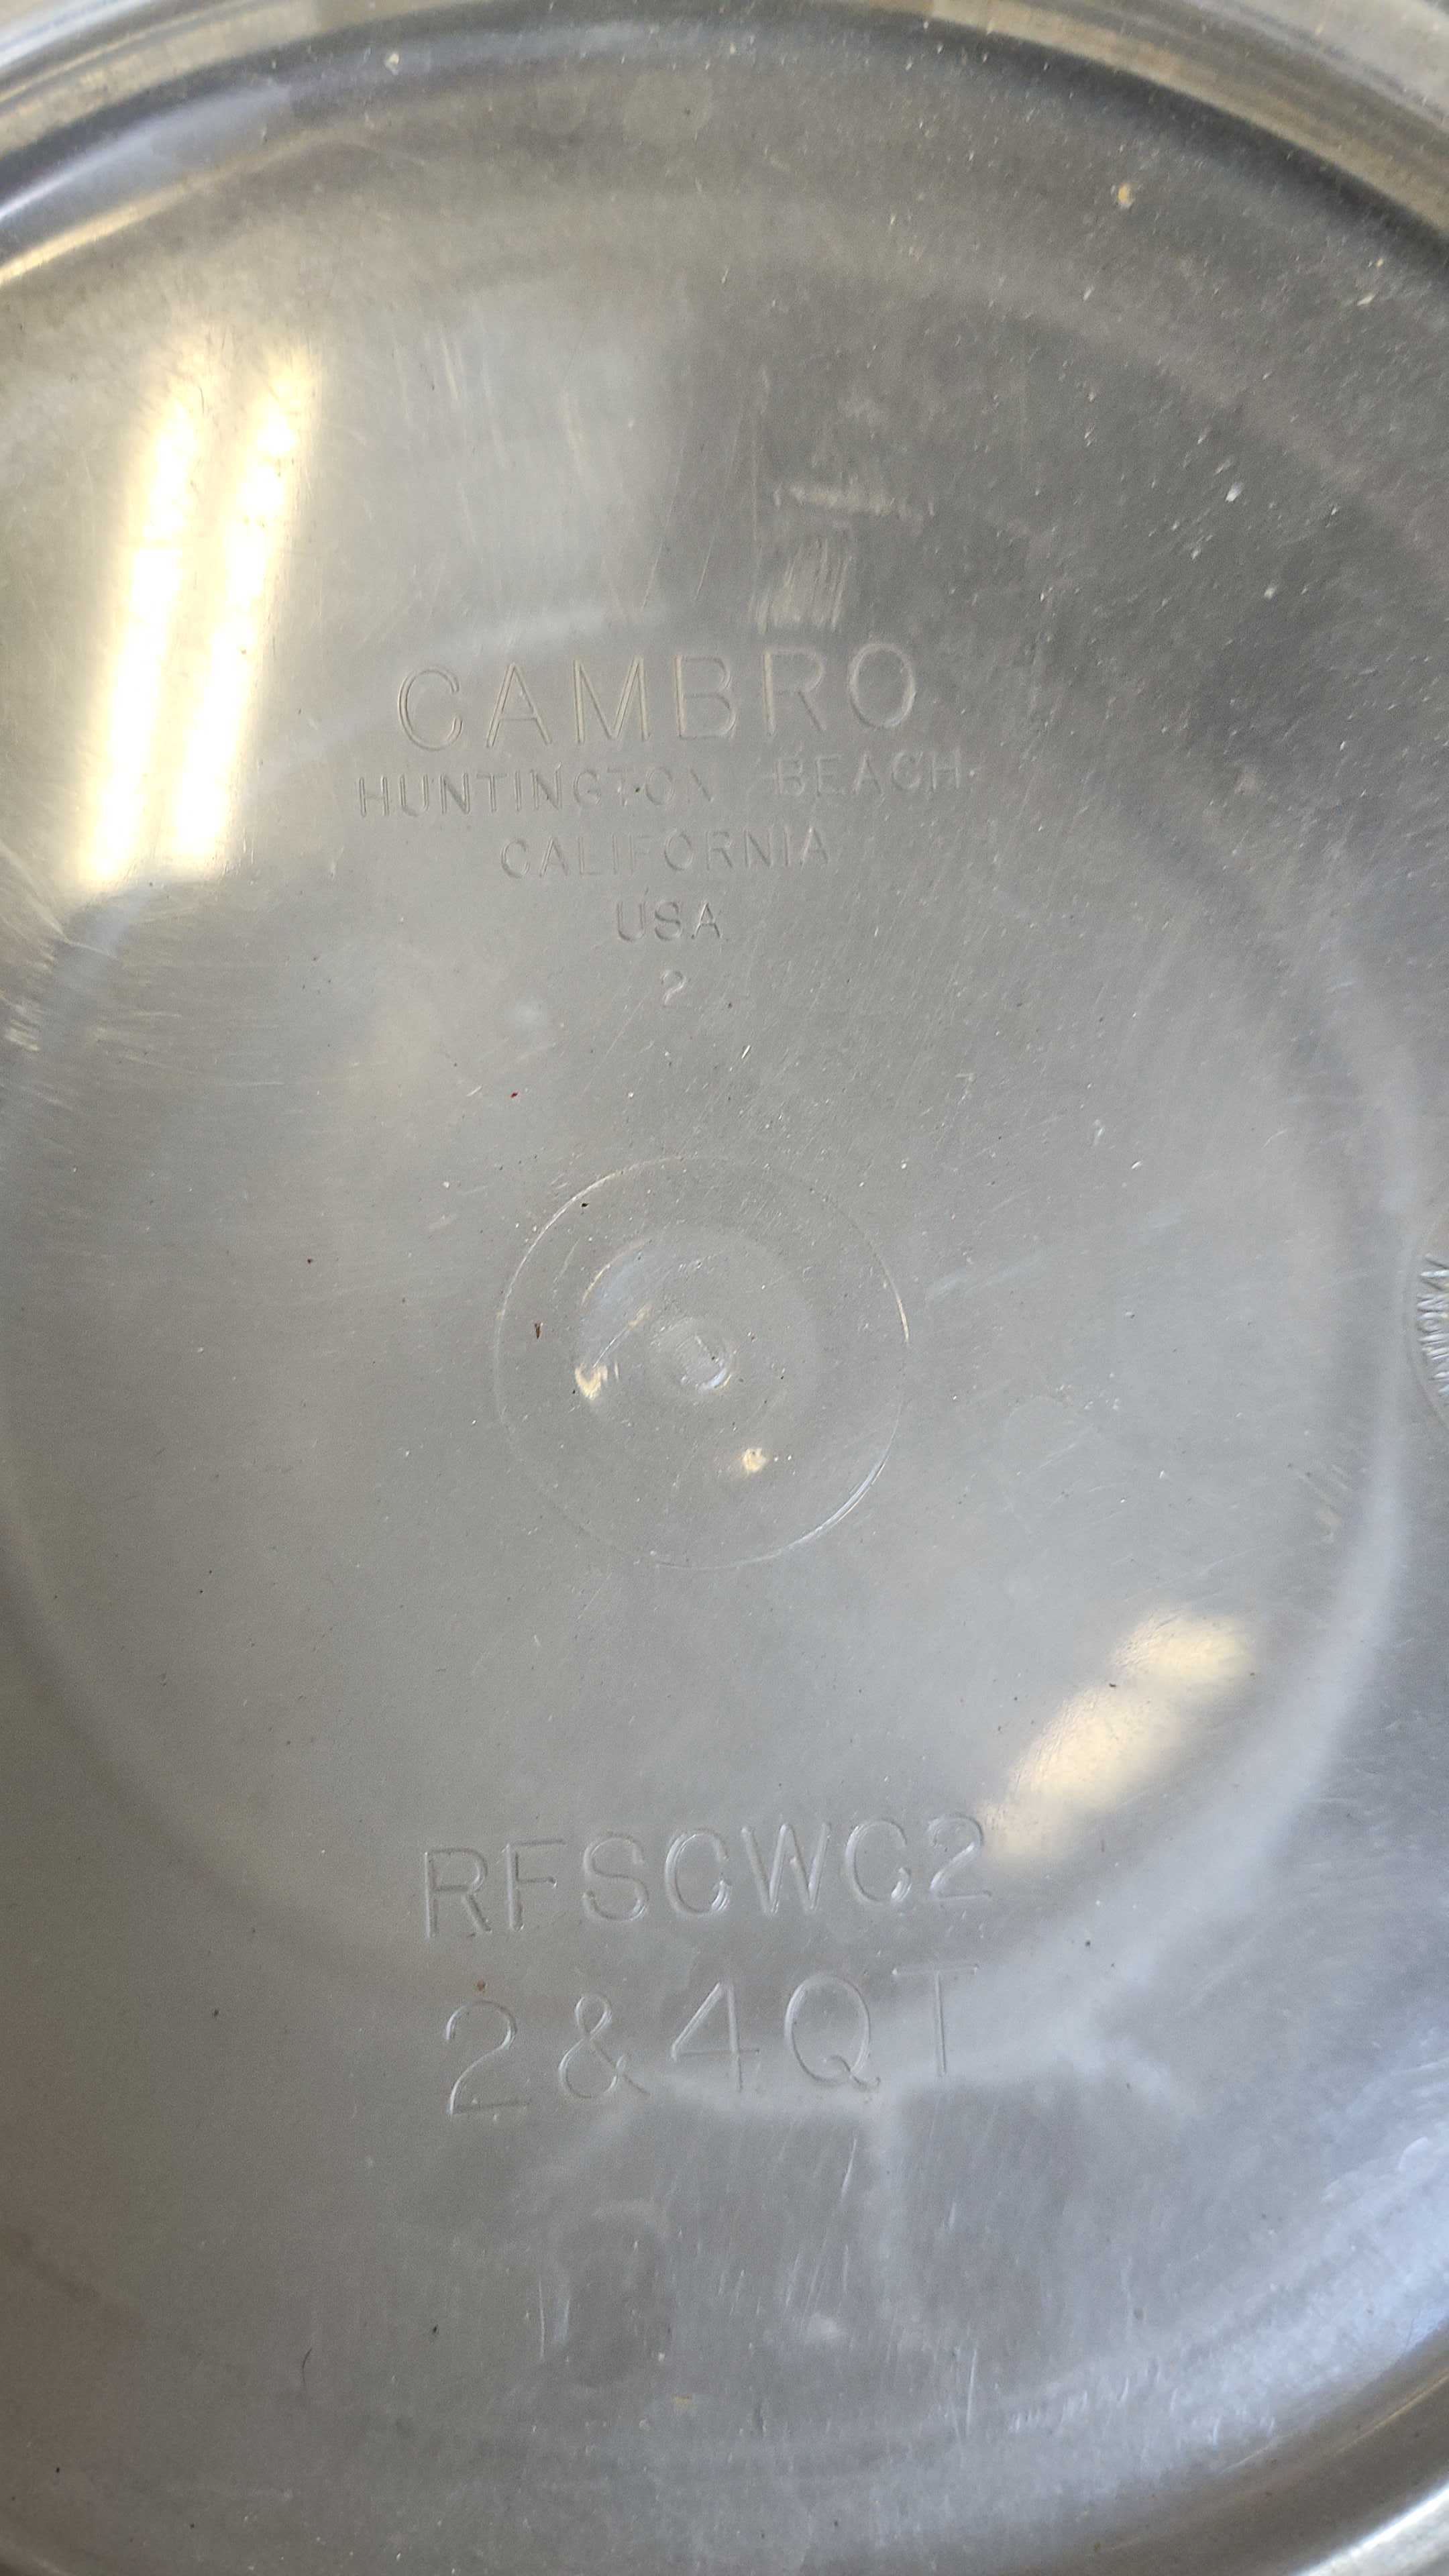 CAMBRO
HUNTINGTON BEACH
CALIFORNIA
USA
2
RFSCWC2
2&4QT